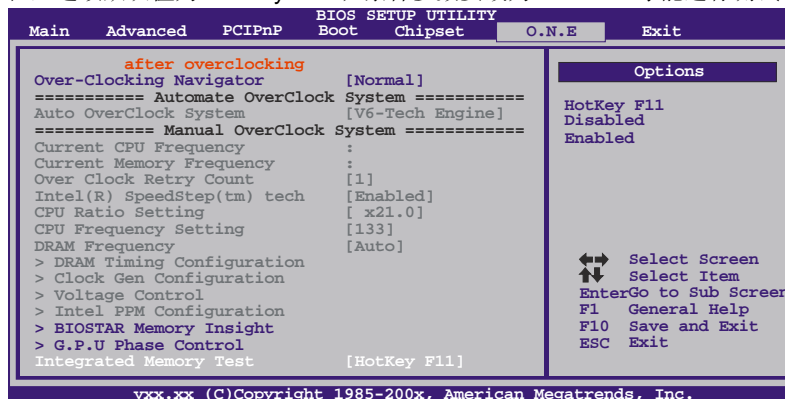 BIOS SETUP UTILITY
Main Advanced PCIPnP Boot Chipset O.N.E Exit
after overclocking
Over-Clocking Navigator [Normal]
=========== Automate OverClock System ===========
Auto OverClock System [V6-Tech Engine]
============ Manual OverClock System ============
Current CPU Frequency :
Current Memory Frequency :
Over Clock Retry Count [1]
Intel(R) SpeedStep(tm) tech [Enabled]
CPU Ratio Setting [ x21.0]
CPU Frequency Setting [133]
DRAM Frequency [Auto]
> DRAM Timing Configuration
> Clock Gen Configuration
> Voltage Control
> Intel PPM Configuration
> BIOSTAR Memory Insight
> G.P.U Phase Control
Integrated Memory Test [HotKey F11]
Options
HotKey F11
Disabled
Enabled
Select Screen
Select Item
EnterGo to Sub Screen
F1 General Help
F10 Save and Exit
ESC Exit
vxx.xx (C)Copyright 1985-200x, American Megatrends, Inc.